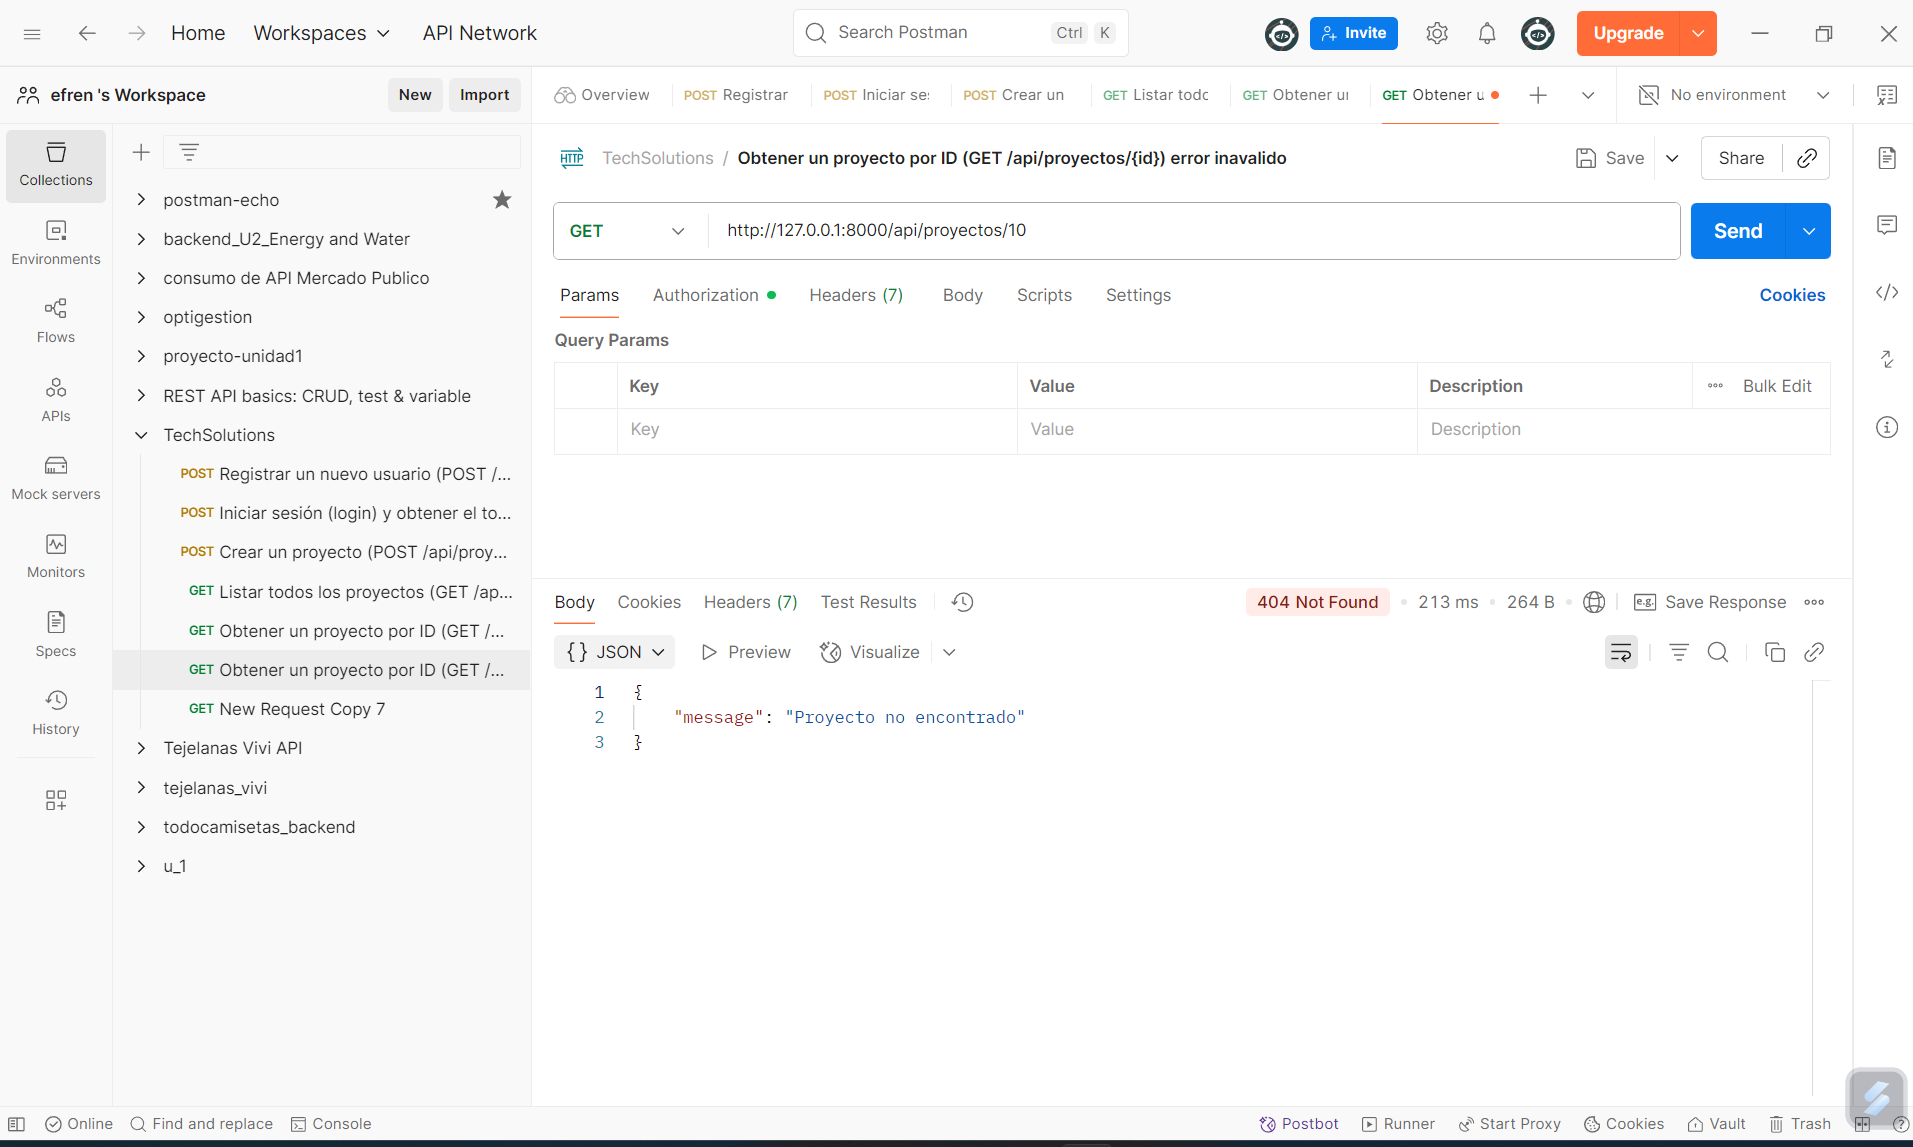 Home Workspaces API Network Search Postman Ctrl K Invite Upgrade
efren 's Workspace New Import Overview POST Registrar POST Iniciar se: POST Crear un GET Listar todo GET Obtener ur GET Obtener u No environment
Collections
Environments
Flows
APIs
Mock servers
Monitors
Specs
History
postman-echo
backend_U2_Energy and Water
consumo de API Mercado Publico
optigestion
proyecto-unidad1
REST API basics: CRUD, test & variable
TechSolutions
POST Registrar un nuevo usuario (POST /...
POST Iniciar sesión (login) y obtener el to...
POST Crear un proyecto (POST /api/proy...
GET Listar todos los proyectos (GET /ap...
GET Obtener un proyecto por ID (GET /...
GET Obtener un proyecto por ID (GET /...
GET New Request Copy 7
Tejelanas Vivi API
tejelanas_vivi
todocamisetas_backend
u_1
HTTP TechSolutions / Obtener un proyecto por ID (GET /api/proyectos/{id}) error inavalido Save Share
GET http://127.0.0.1:8000/api/proyectos/10 Send
Params Authorization Headers (7) Body Scripts Settings Cookies
Query Params
Key Value Description Bulk Edit
Key Value Description
Body Cookies Headers (7) Test Results 404 Not Found 213 ms 264 B e.g. Save Response
{} JSON Preview Visualize
1 {
2 "message": "Proyecto no encontrado"
3 }
Online Find and replace Console Postbot Runner Start Proxy Cookies Vault Trash